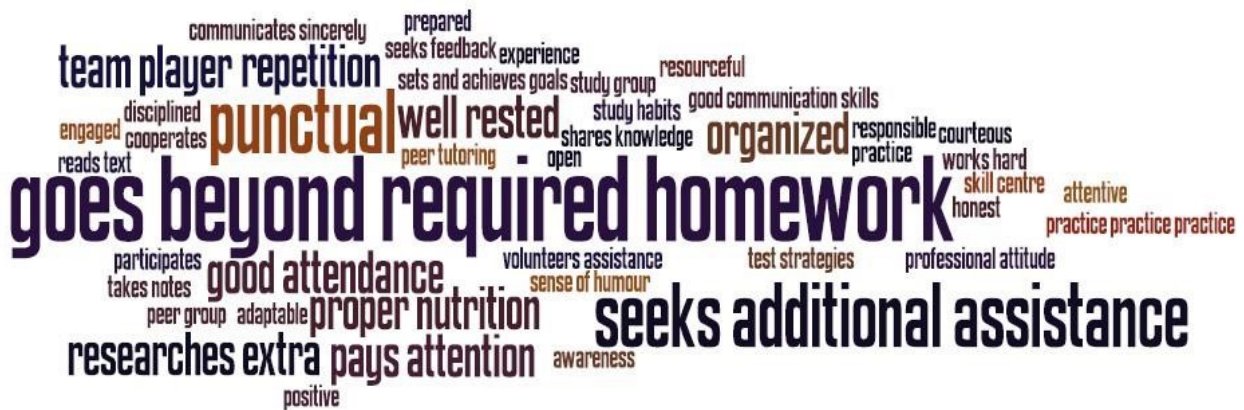 communicates sincerely
prepared
seeks feedback
experience
team player
repetition
sets and achieves goals
study group
resourceful
disciplined
punctual
well rested
study habits
good communication skills
engaged
cooperates
shares knowledge
organized
responsible
courteous
reads text
peer tutoring
open
practice
works hard
goes beyond required homework
skill centre
attentive
honest
practice practice practice
participates
good attendance
volunteers assistance
test strategies
professional attitude
takes notes
sense of humour
peer group
adaptable
proper nutrition
seeks additional assistance
researches extra
pays attention
awareness
positive